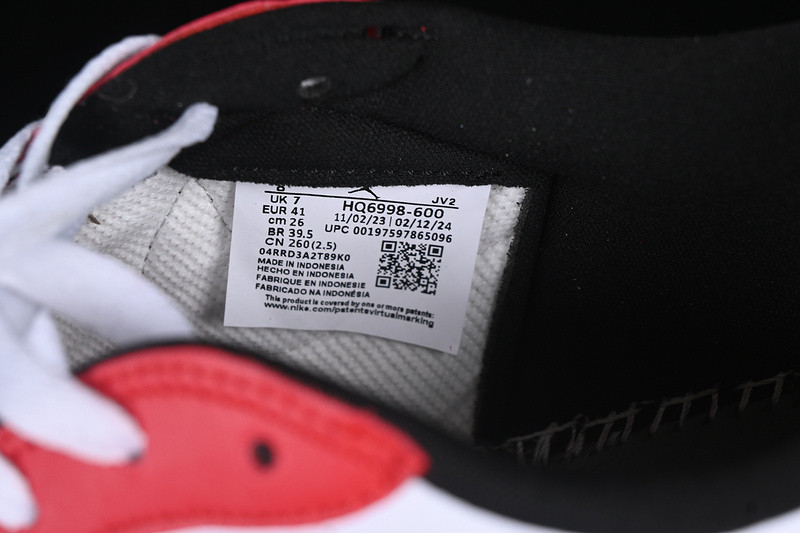 8 JV2
UK 7 HQ6998-600
EUR 41 11/02/23 | 02/12/24
cm 26 UPC 00197597865096
BR 39.5
CN 260(2.5)
04RRD3A2T89K0
MADE IN INDONESIA
HECHO EN INDONESIA
FABRIQUE EN INDONESIE
FABRICADO NA INDONÉSIA
This product is covered by one or more patents:
www.nike.com/patentsvirtualmarking